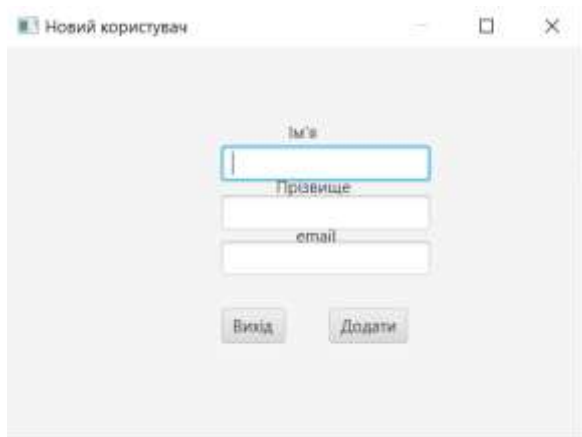 Новий користувач
Ім'я
Прізвище
email
Вихід
Додати